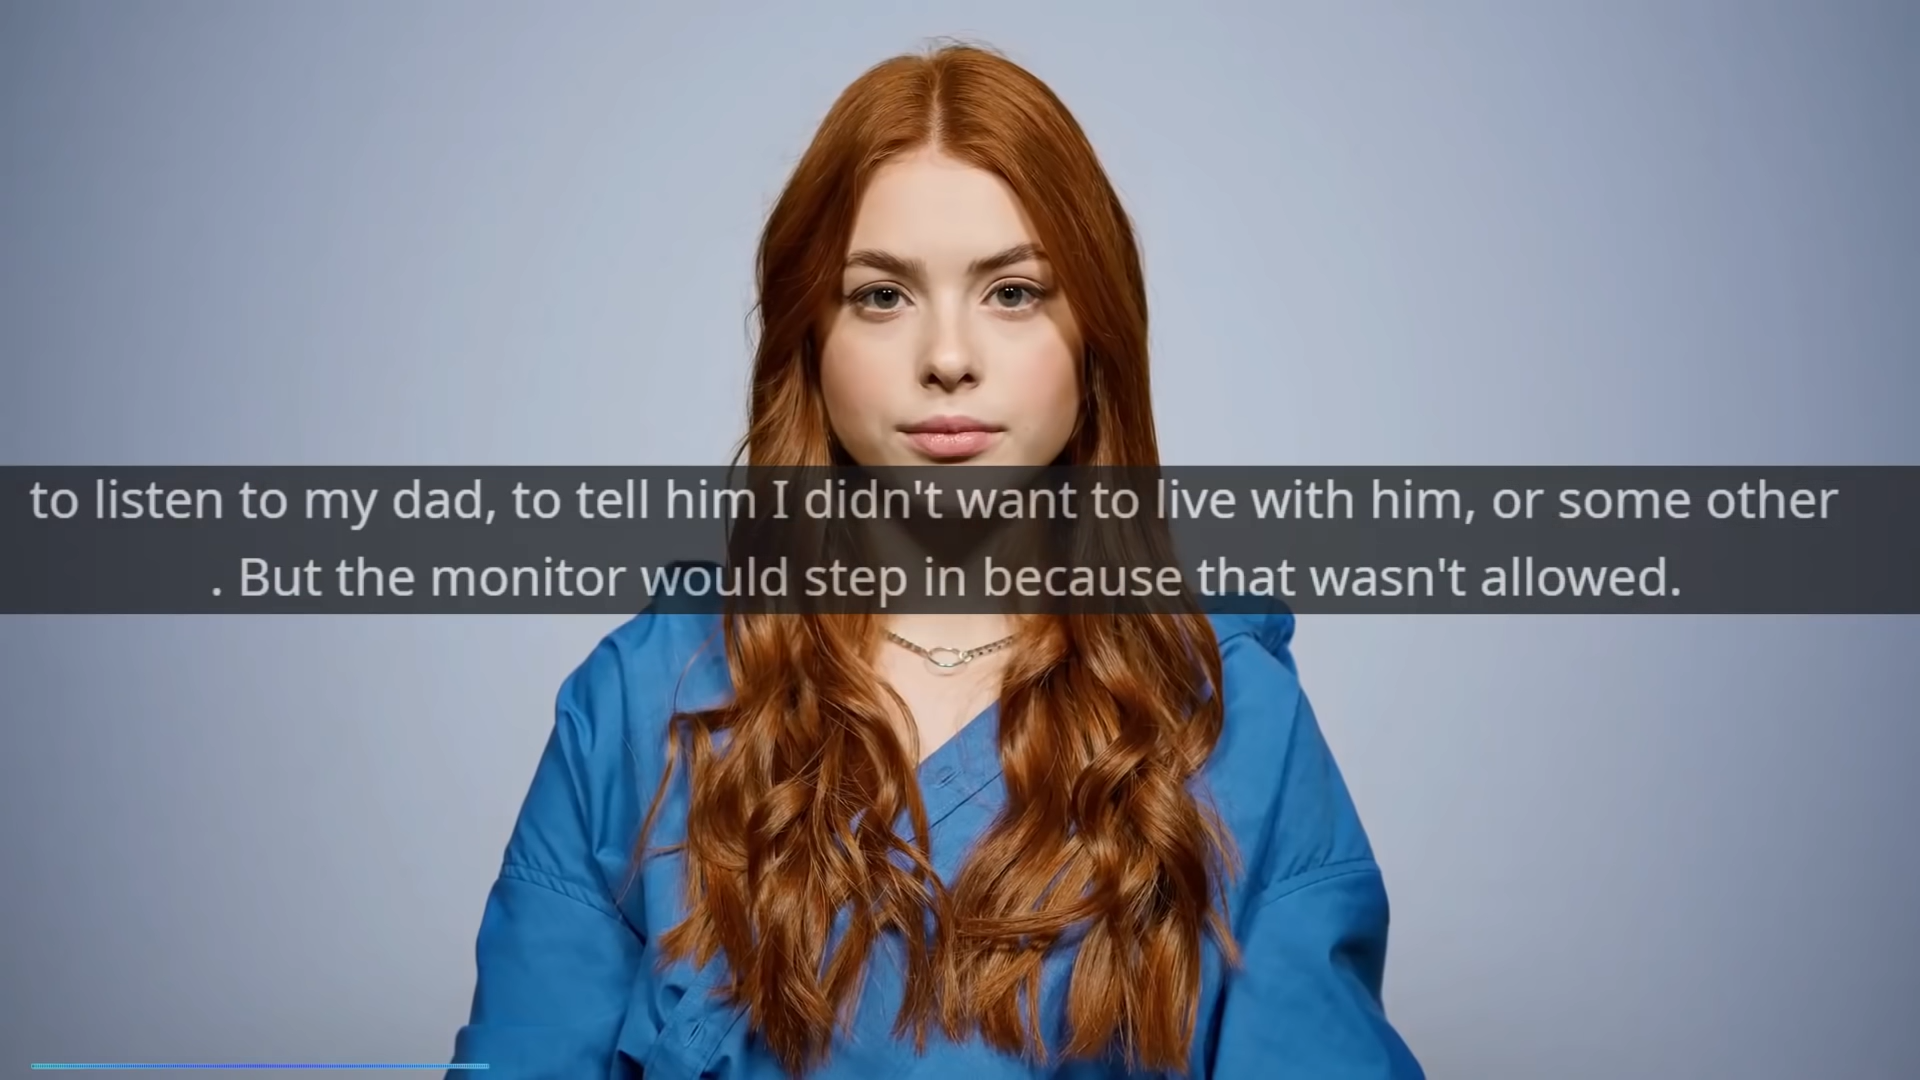 to listen to my dad, to tell him I didn't want to live with him, or some other
. But the monitor would step in because that wasn't allowed.